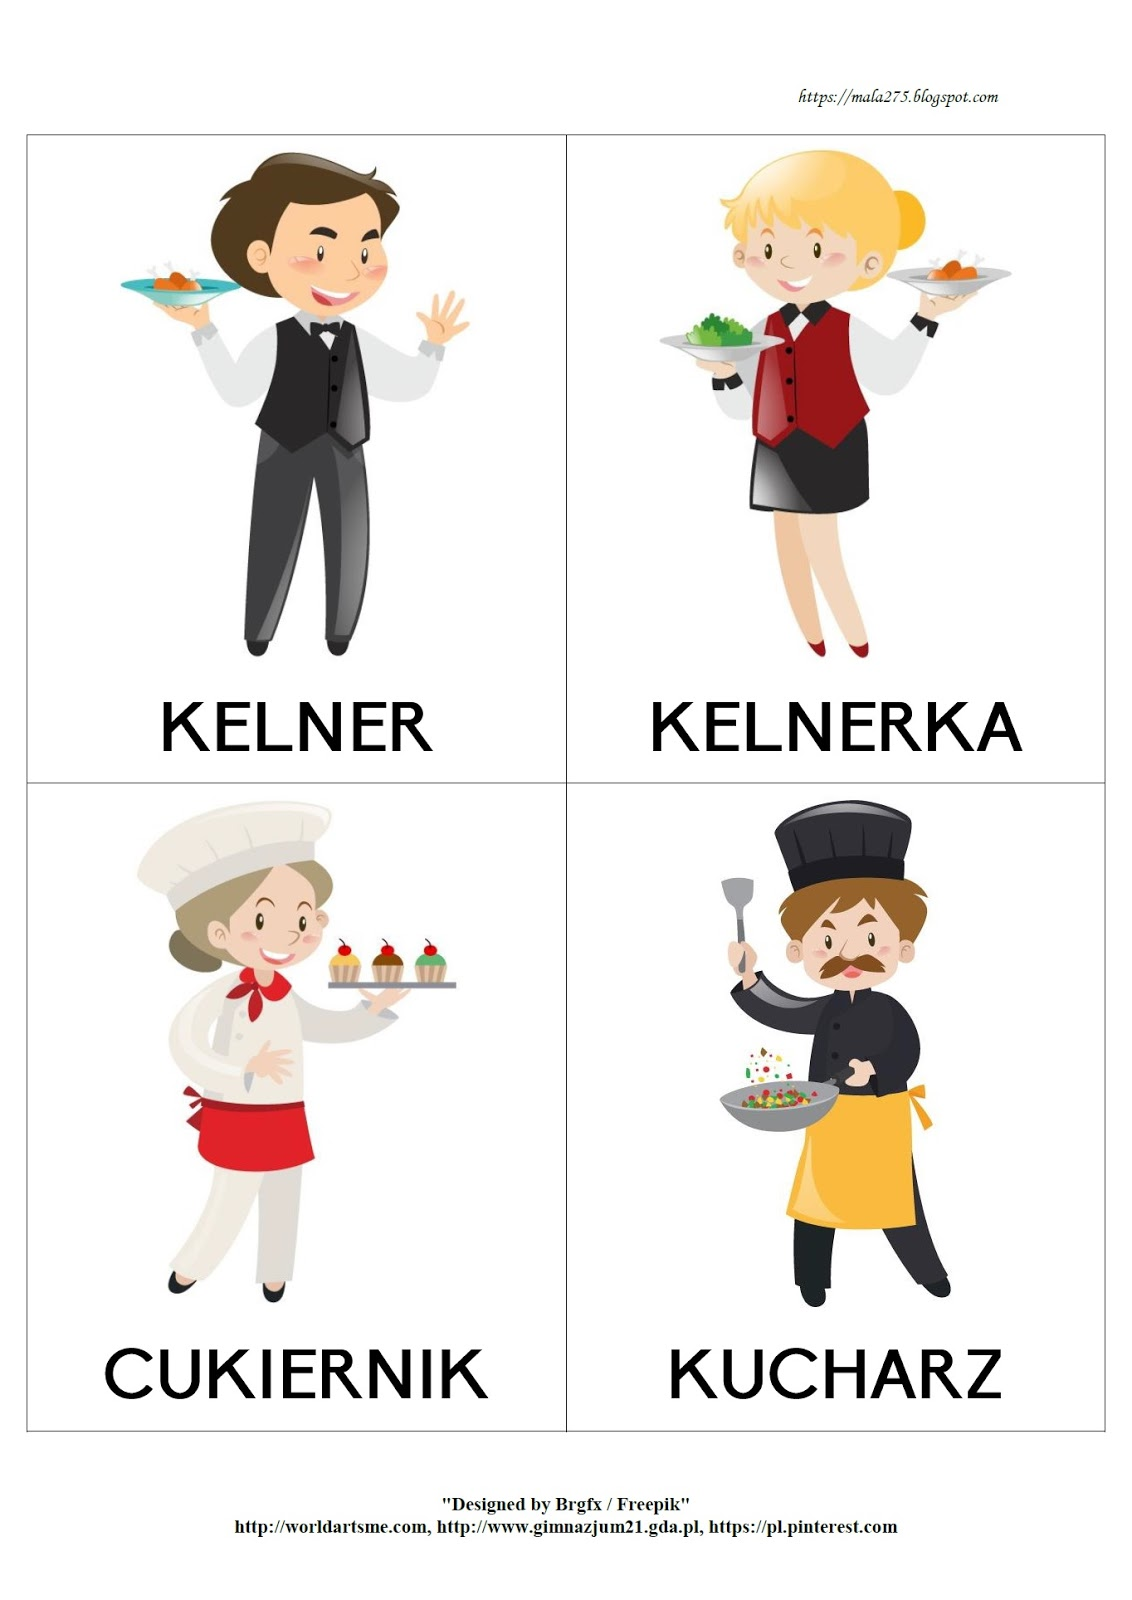 https://mala275.blogspot.com
KELNER
KELNERKA
CUKIERNIK
KUCHARZ
"Designed by Brgfx / Freepik"
http://worldartsme.com, http://www.gimnazjum21.gda.pl, https://pl.pinterest.com